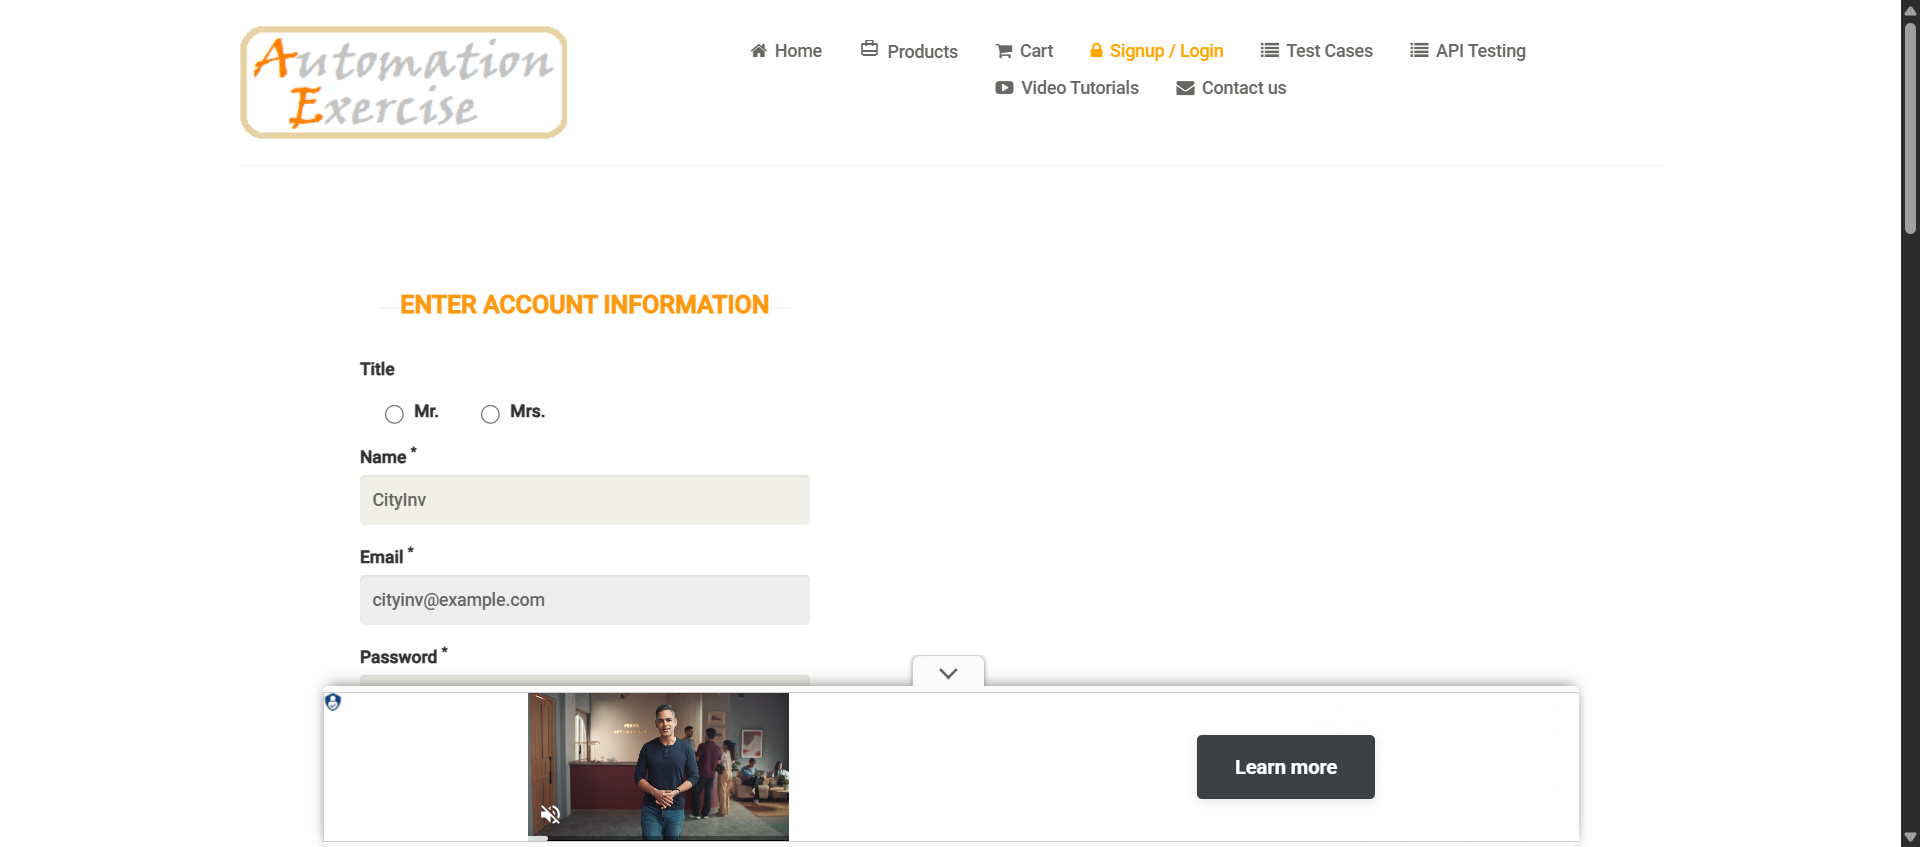 Automation
Exercise
Home
Products
Cart
Signup / Login
Test Cases
API Testing
Video Tutorials
Contact us
ENTER ACCOUNT INFORMATION
Title
Mr.
Mrs.
Name *
CityInv
Email *
cityinv@example.com
Password *
Learn more